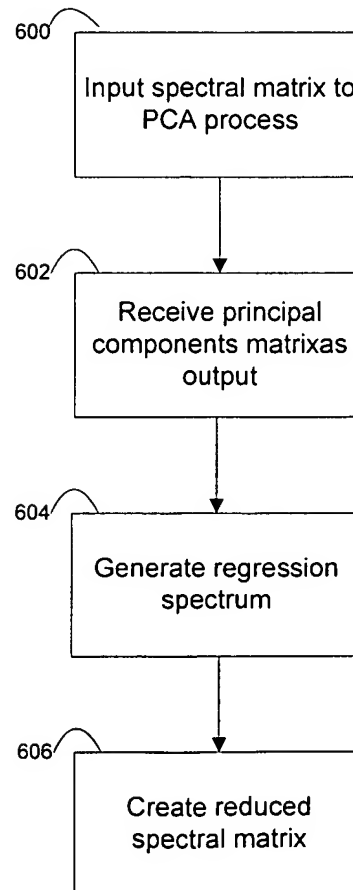 600
Input spectral matrix to
PCA process
602
Receive principal
components matrixas
output
604
Generate regression
spectrum
606
Create reduced
spectral matrix